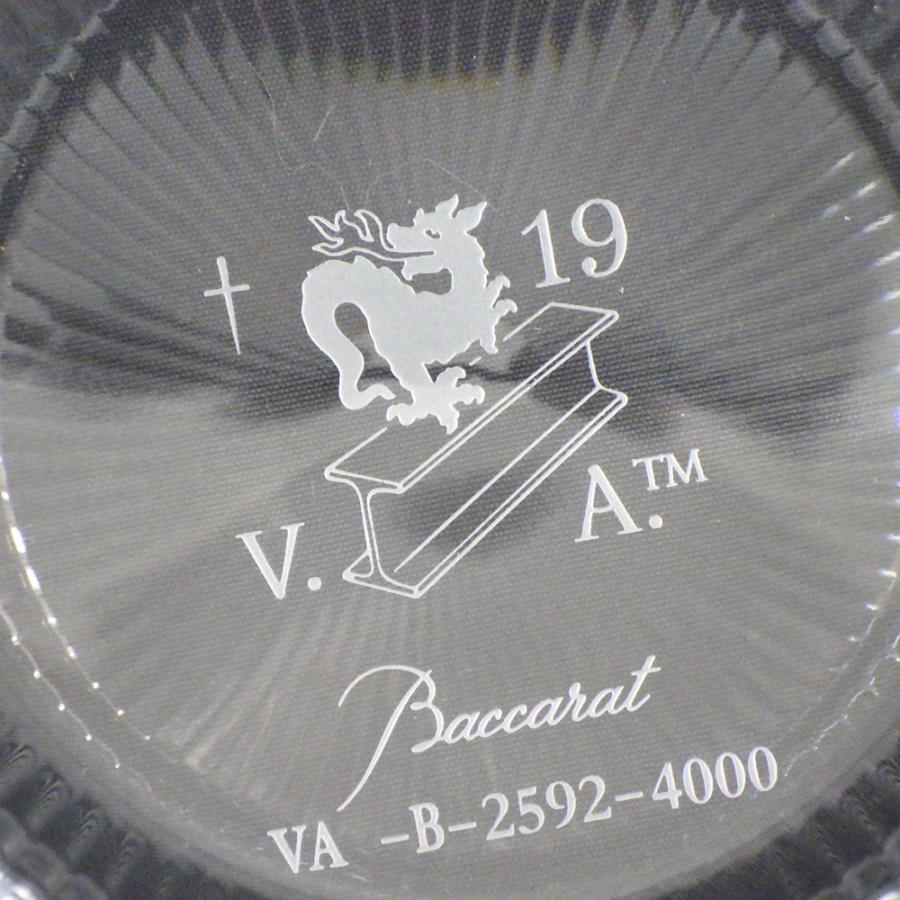 † 19
V. A.™
Baccarat
VA -B-2592-4000